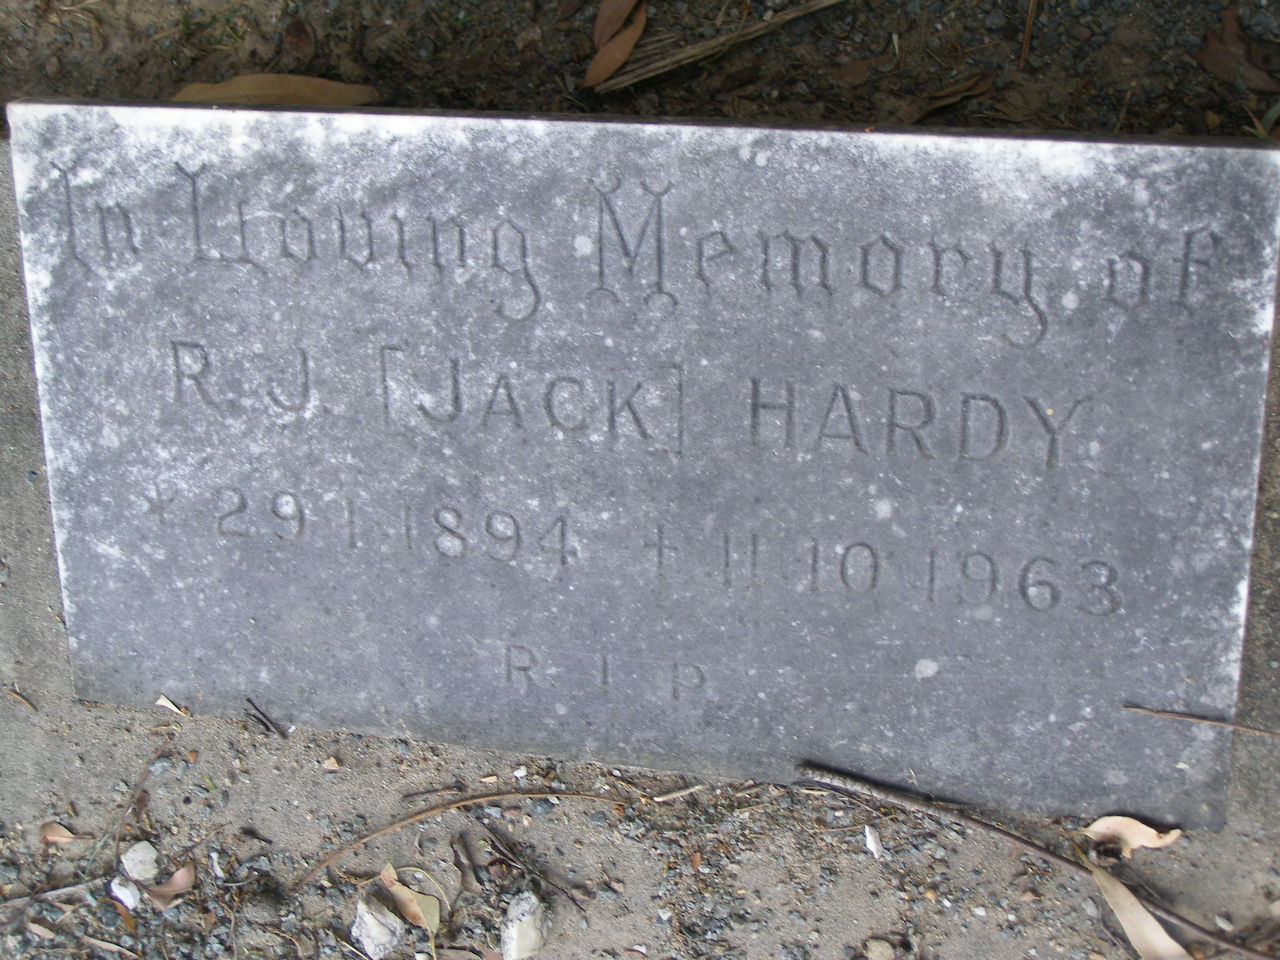 In Loving Memory of
R. J. [JACK] HARDY
* 29 1 1894 + 11 10 1963
R I P